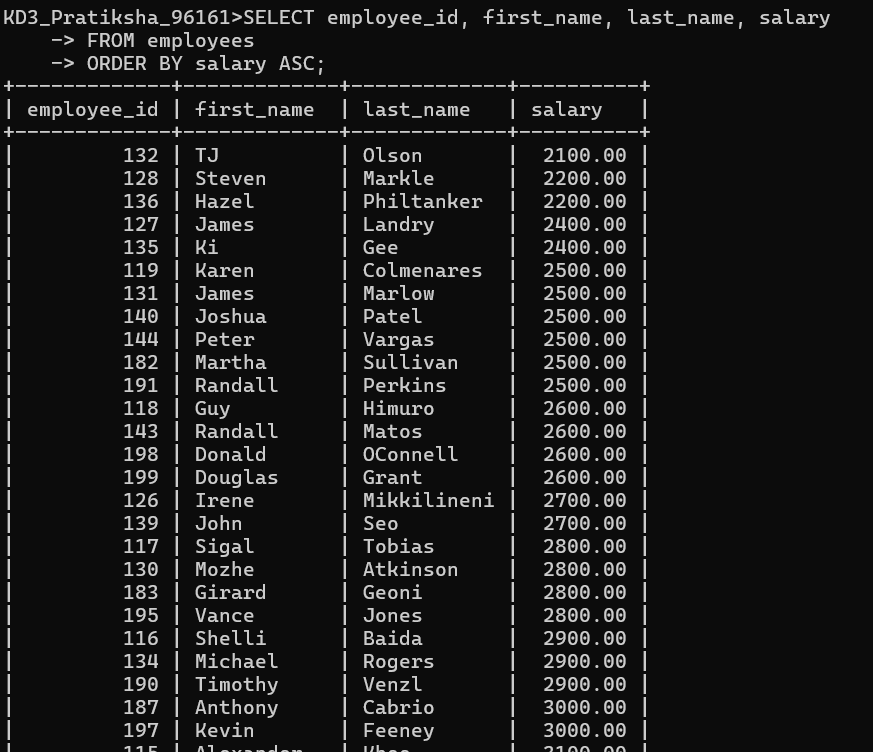 KD3_Pratiksha_96161>SELECT employee_id, first_name, last_name, salary
    -> FROM employees
    -> ORDER BY salary ASC;
+-------------+-------------+-------------+----------+
| employee_id | first_name  | last_name   | salary   |
+-------------+-------------+-------------+----------+
|         132 | TJ          | Olson       |  2100.00 |
|         128 | Steven      | Markle      |  2200.00 |
|         136 | Hazel       | Philtanker  |  2200.00 |
|         127 | James       | Landry      |  2400.00 |
|         135 | Ki          | Gee         |  2400.00 |
|         119 | Karen       | Colmenares  |  2500.00 |
|         131 | James       | Marlow      |  2500.00 |
|         140 | Joshua      | Patel       |  2500.00 |
|         144 | Peter       | Vargas      |  2500.00 |
|         182 | Martha      | Sullivan    |  2500.00 |
|         191 | Randall     | Perkins     |  2500.00 |
|         118 | Guy         | Himuro      |  2600.00 |
|         143 | Randall     | Matos       |  2600.00 |
|         198 | Donald      | OConnell    |  2600.00 |
|         199 | Douglas     | Grant       |  2600.00 |
|         126 | Irene       | Mikkilineni |  2700.00 |
|         139 | John        | Seo         |  2700.00 |
|         117 | Sigal       | Tobias      |  2800.00 |
|         130 | Mozhe       | Atkinson    |  2800.00 |
|         183 | Girard      | Geoni       |  2800.00 |
|         195 | Vance       | Jones       |  2800.00 |
|         116 | Shelli      | Baida       |  2900.00 |
|         134 | Michael     | Rogers      |  2900.00 |
|         190 | Timothy     | Venzl       |  2900.00 |
|         187 | Anthony     | Cabrio      |  3000.00 |
|         197 | Kevin       | Feeney      |  3000.00 |